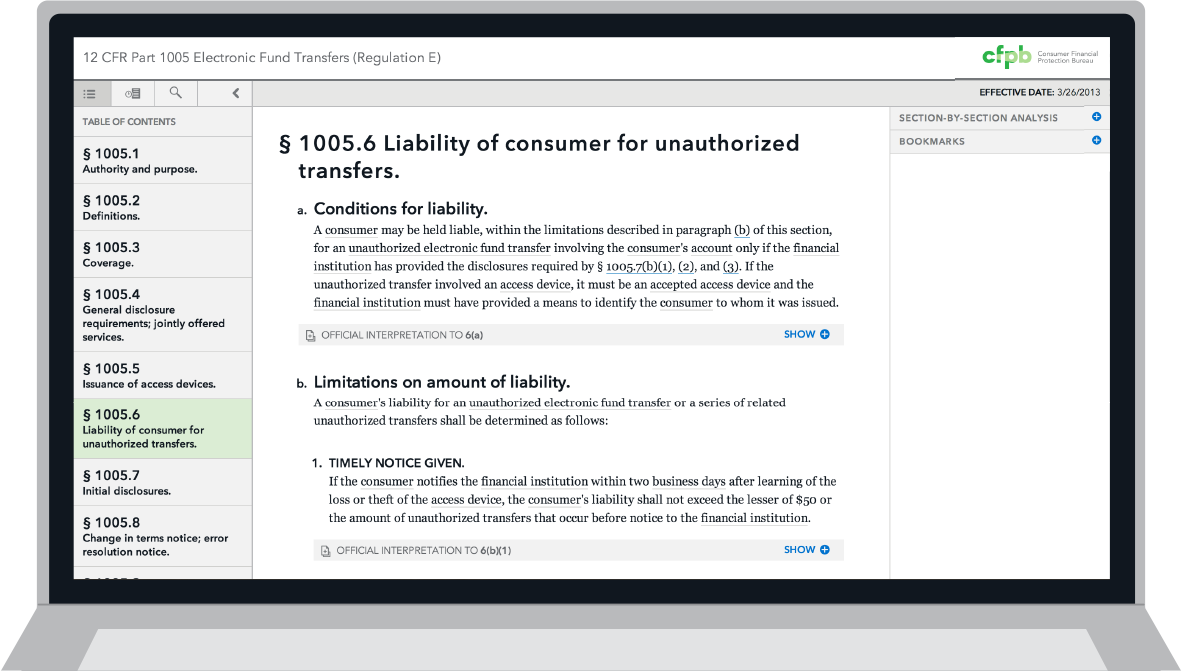 12 CFR Part 1005 Electronic Fund Transfers (Regulation E)
cfpb Consumer Financial
Protection Bureau
EFFECTIVE DATE: 3/26/2013
TABLE OF CONTENTS
§ 1005.1
Authority and purpose.
§ 1005.2
Definitions.
§ 1005.3
Coverage.
§ 1005.4
General disclosure
requirements; jointly offered
services.
§ 1005.5
Issuance of access devices.
§ 1005.6
Liability of consumer for
unauthorized transfers.
§ 1005.7
Initial disclosures.
§ 1005.8
Change in terms notice; error
resolution notice.
§ 1005.6 Liability of consumer for unauthorized
transfers.
a. Conditions for liability.
A consumer may be held liable, within the limitations described in paragraph (b) of this section,
for an unauthorized electronic fund transfer involving the consumer's account only if the financial
institution has provided the disclosures required by § 1005.7(b)(1), (2), and (3). If the
unauthorized transfer involved an access device, it must be an accepted access device and the
financial institution must have provided a means to identify the consumer to whom it was issued.
OFFICIAL INTERPRETATION TO 6(a) SHOW
b. Limitations on amount of liability.
A consumer's liability for an unauthorized electronic fund transfer or a series of related
unauthorized transfers shall be determined as follows:
1. TIMELY NOTICE GIVEN.
If the consumer notifies the financial institution within two business days after learning of the
loss or theft of the access device, the consumer's liability shall not exceed the lesser of $50 or
the amount of unauthorized transfers that occur before notice to the financial institution.
OFFICIAL INTERPRETATION TO 6(b)(1) SHOW
SECTION-BY-SECTION ANALYSIS
BOOKMARKS